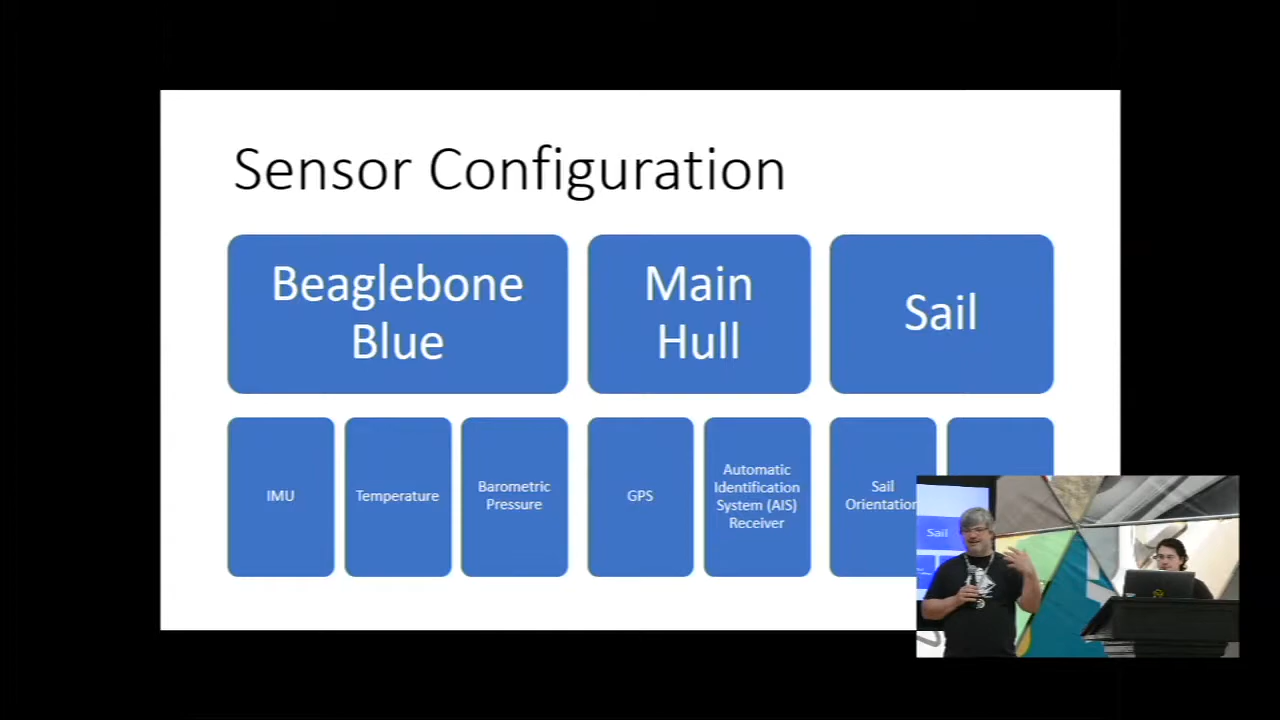 Sensor Configuration
Beaglebone
Blue
Main
Hull
Sail
IMU
Temperature
Barometric
Pressure
GPS
Automatic
Identification
System (AIS)
Receiver
Sail
Orientation
Sail